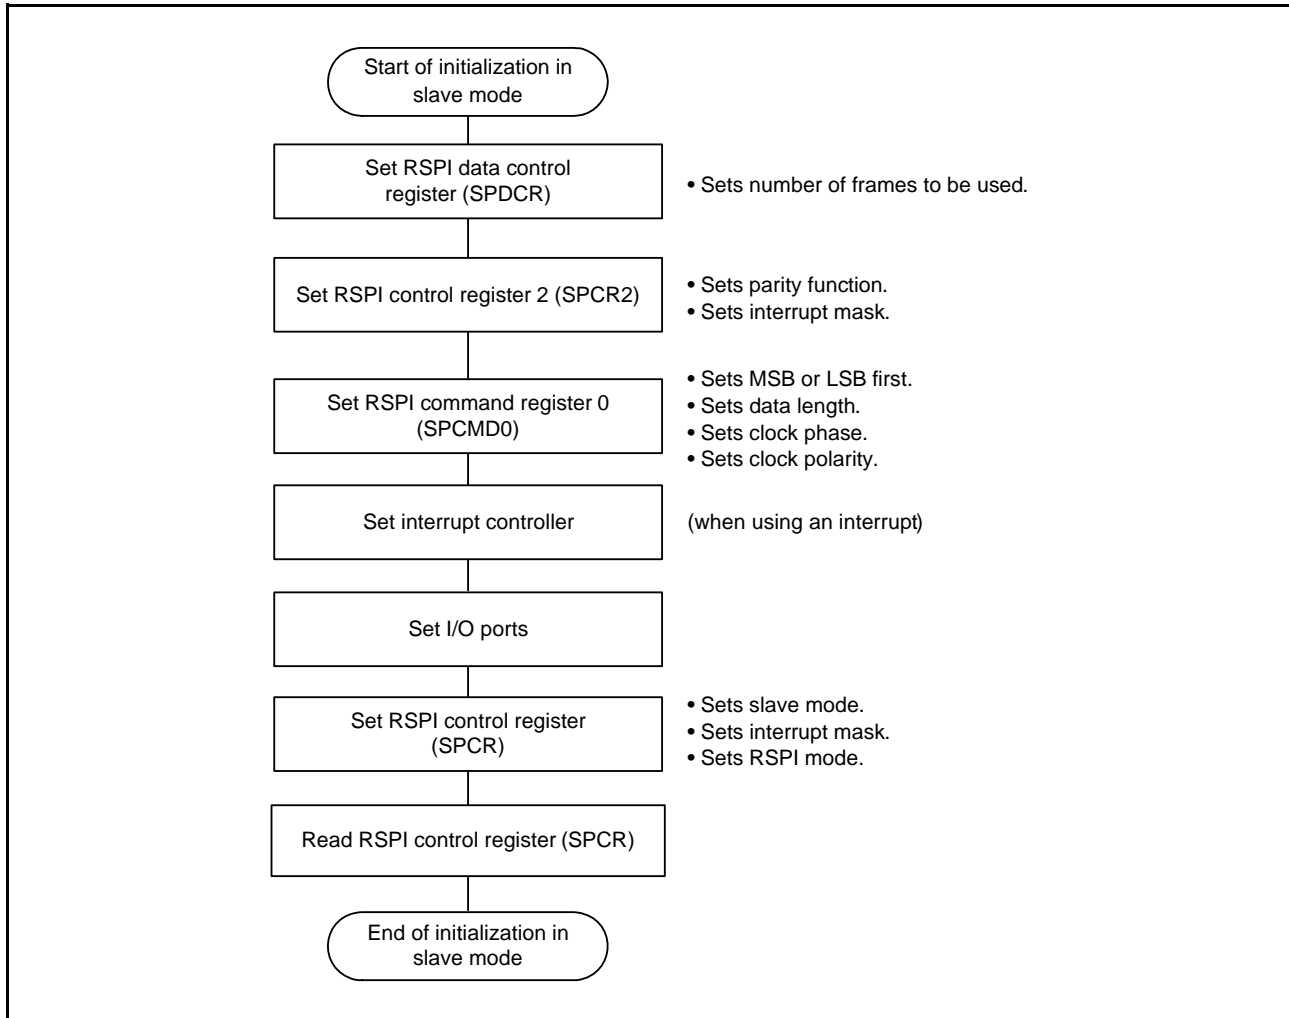 Start of initialization in
slave mode
Set RSPI data control
register (SPDCR)
• Sets number of frames to be used.
Set RSPI control register 2 (SPCR2)
• Sets parity function.
• Sets interrupt mask.
Set RSPI command register 0
(SPCMD0)
• Sets MSB or LSB first.
• Sets data length.
• Sets clock phase.
• Sets clock polarity.
Set interrupt controller
(when using an interrupt)
Set I/O ports
Set RSPI control register
(SPCR)
• Sets slave mode.
• Sets interrupt mask.
• Sets RSPI mode.
Read RSPI control register (SPCR)
End of initialization in
slave mode